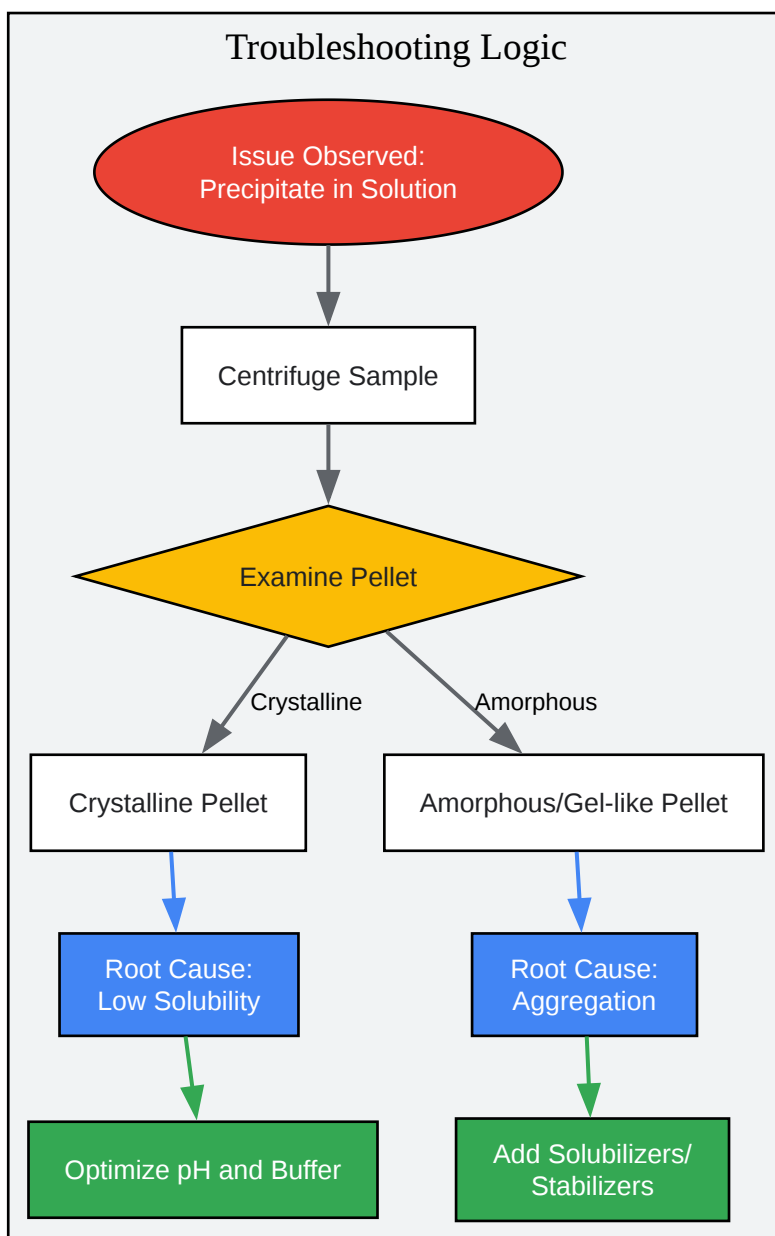 Troubleshooting Logic
Issue Observed:
Precipitate in Solution
Centrifuge Sample
Examine Pellet
Crystalline
Amorphous
Crystalline Pellet
Amorphous/Gel-like Pellet
Root Cause:
Low Solubility
Root Cause:
Aggregation
Optimize pH and Buffer
Add Solubilizers/
Stabilizers